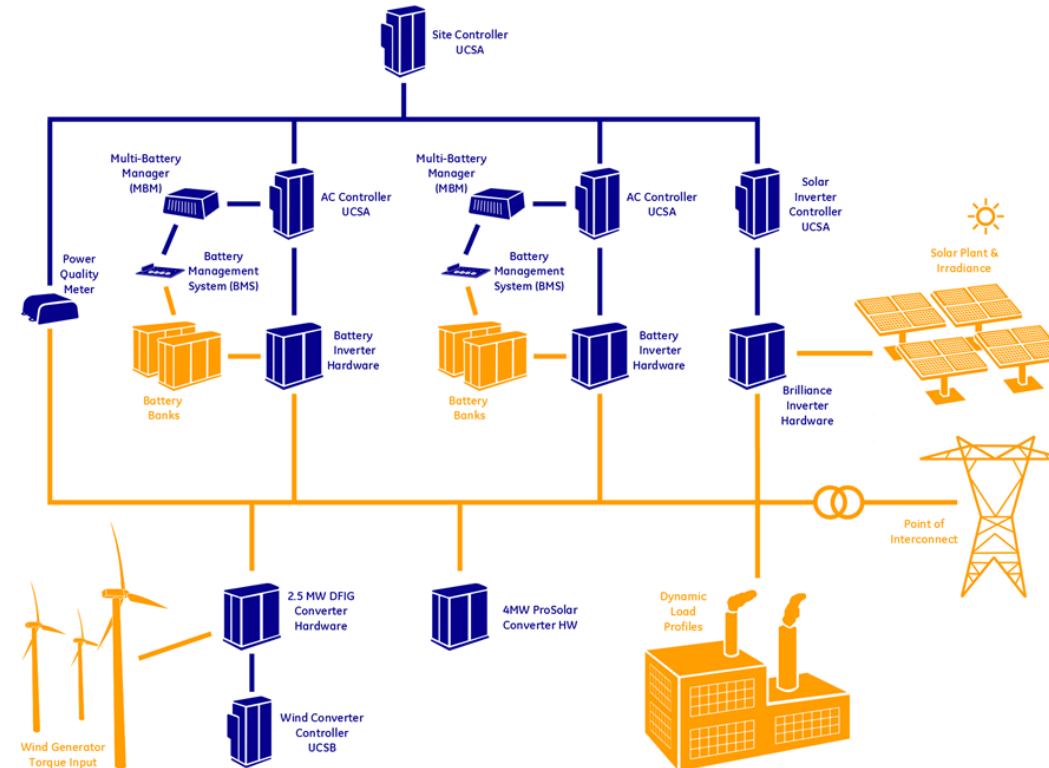 Site Controller
UCSA
Multi-Battery
Manager
(MBM)
AC Controller
UCSA
Multi-Battery
Manager
(MBM)
AC Controller
UCSA
Solar
Inverter
Controller
UCSA
Power
Quality
Meter
Battery
Management
System (BMS)
Battery
Management
System (BMS)
Solar Plant &
Irradiance
Battery
Inverter
Hardware
Battery
Inverter
Hardware
Battery
Banks
Battery
Banks
Brilliance
Inverter
Hardware
Point of
Interconnect
2.5 MW DFIG
Converter
Hardware
4MW ProSolar
Converter HW
Dynamic
Load
Profiles
Wind Converter
Controller
UCSB
Wind Generator
Torque Input